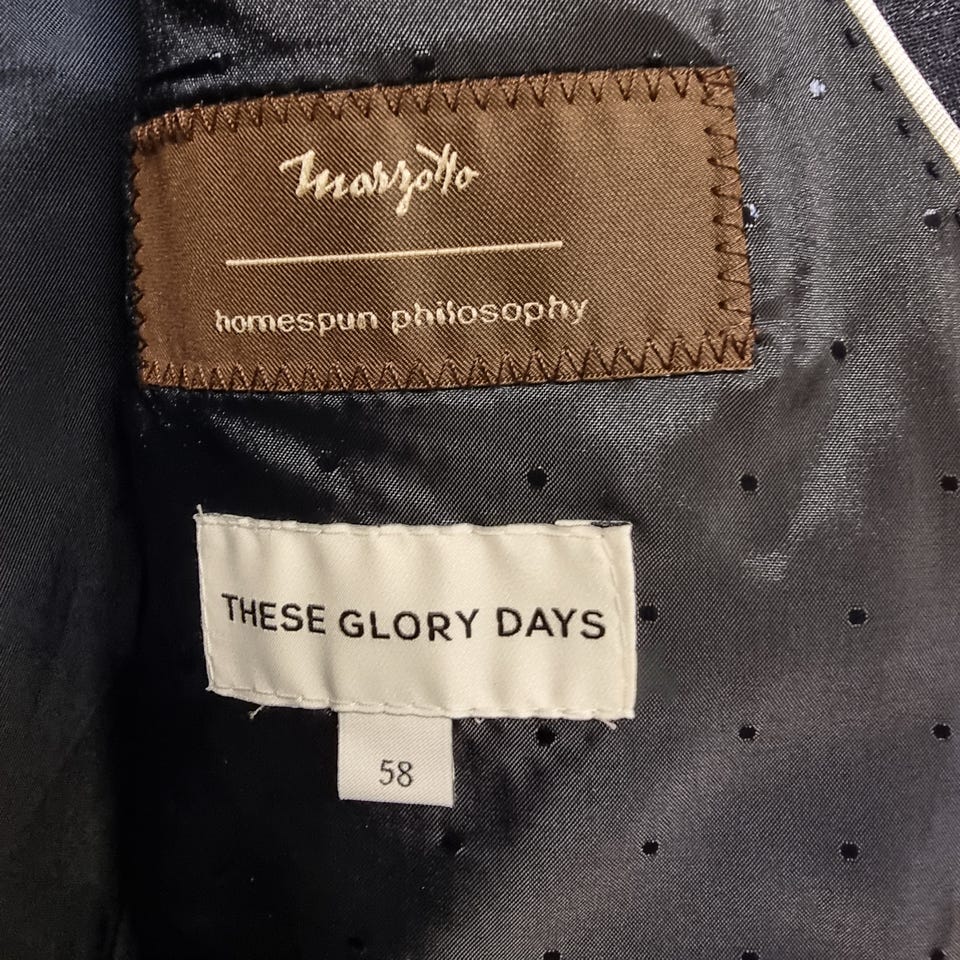 Marzotto
homespun philosophy
THESE GLORY DAYS
58